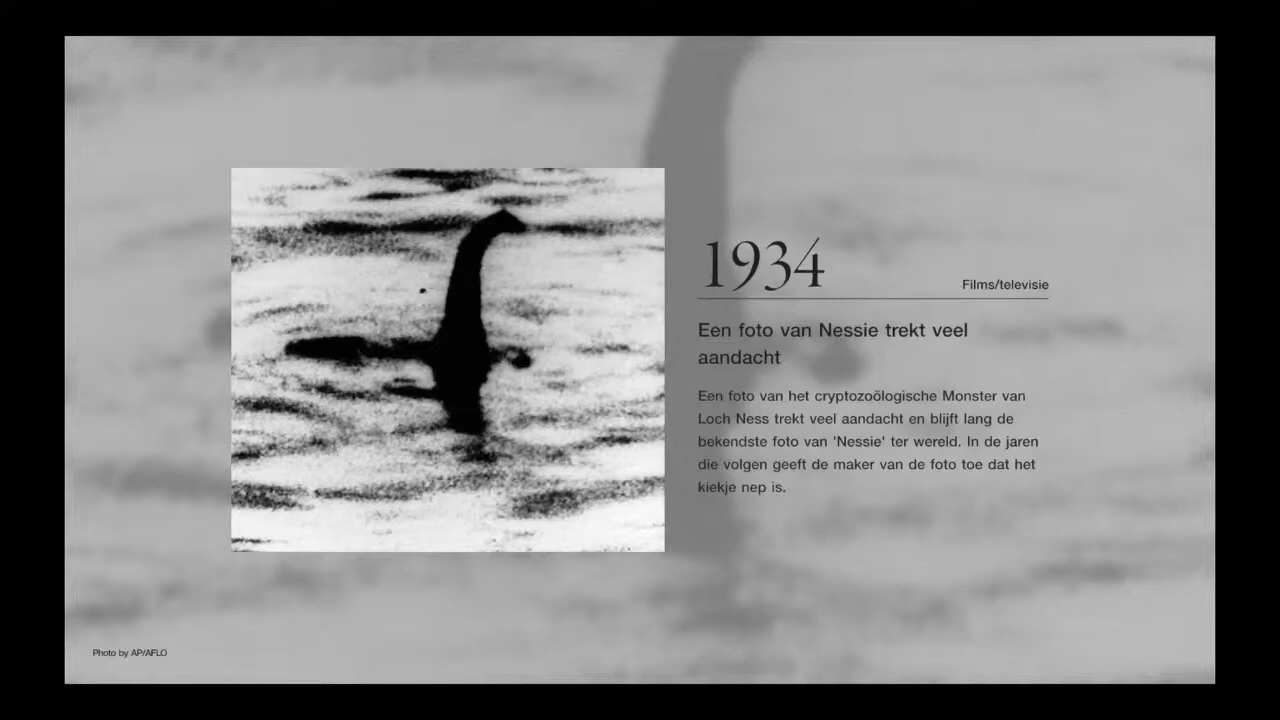 1934
Films/televisie
Een foto van Nessie trekt veel
aandacht
Een foto van het cryptozoölogische Monster van
Loch Ness trekt veel aandacht en blijft lang de
bekendste foto van 'Nessie' ter wereld. In de jaren
die volgen geeft de maker van de foto toe dat het
kiekje nep is.
Photo by AP/AFLO